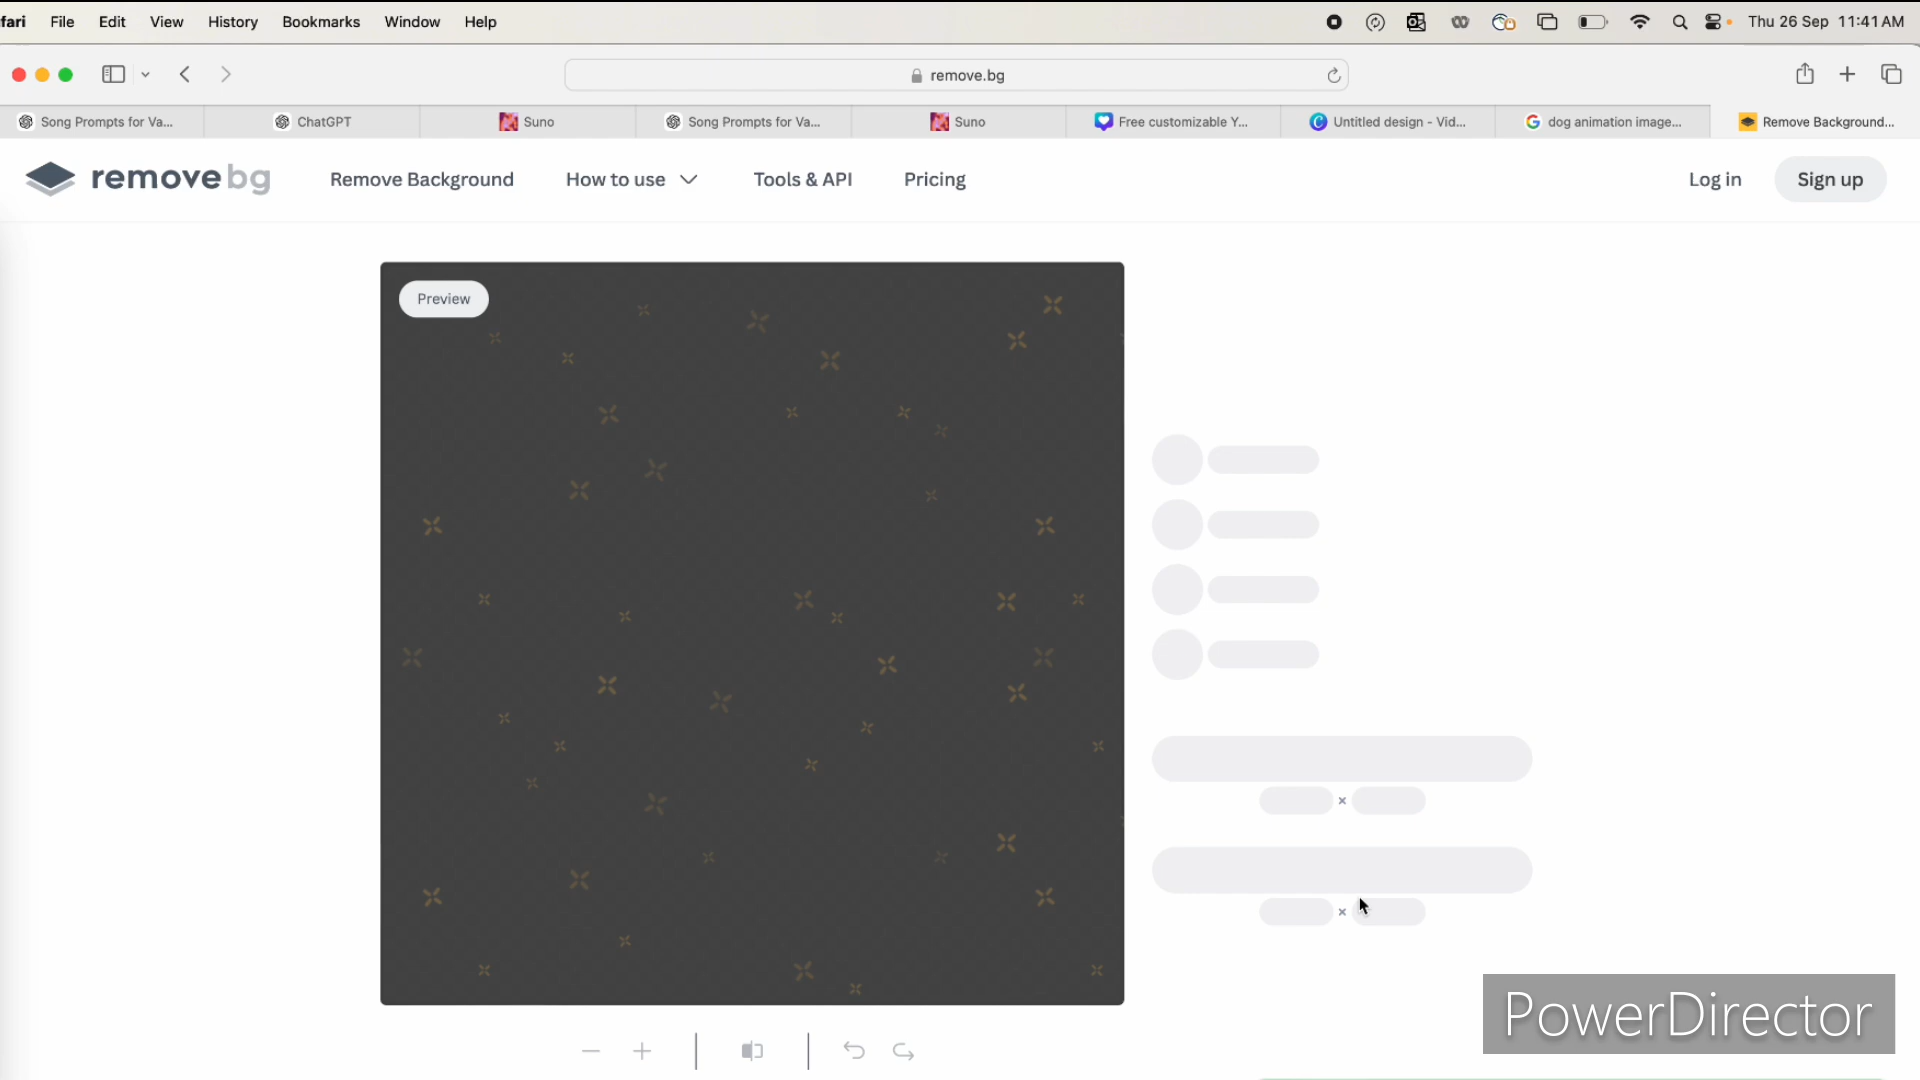 fari File Edit View History Bookmarks Window Help Thu 26 Sep 11:41 AM
remove.bg
Song Prompts for Va... ChatGPT Suno Song Prompts for Va... Suno Free customizable Y... Untitled design - Vid... dog animation image... Remove Background...
removebg Remove Background How to use Tools & API Pricing Log in Sign up
Preview
PowerDirector